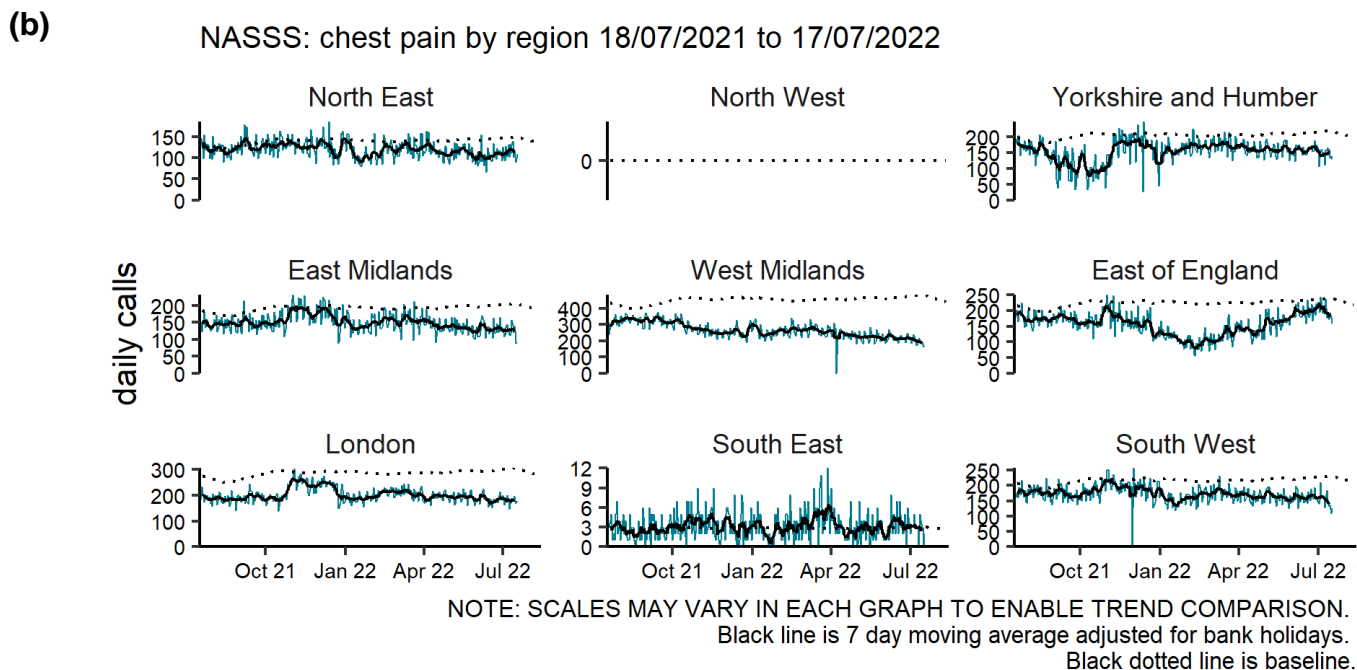 (b)
NASSS: chest pain by region 18/07/2021 to 17/07/2022
North East
North West
Yorkshire and Humber
150
100
50
0
0
200
150
100
50
0
daily calls
East Midlands
West Midlands
East of England
200
150
100
50
0
400
300
200
100
0
250
200
150
100
50
0
London
South East
South West
300
200
100
0
12
9
6
3
0
250
200
150
100
50
0
Oct 21 Jan 22 Apr 22 Jul 22
Oct 21 Jan 22 Apr 22 Jul 22
Oct 21 Jan 22 Apr 22 Jul 22
NOTE: SCALES MAY VARY IN EACH GRAPH TO ENABLE TREND COMPARISON.
Black line is 7 day moving average adjusted for bank holidays.
Black dotted line is baseline.